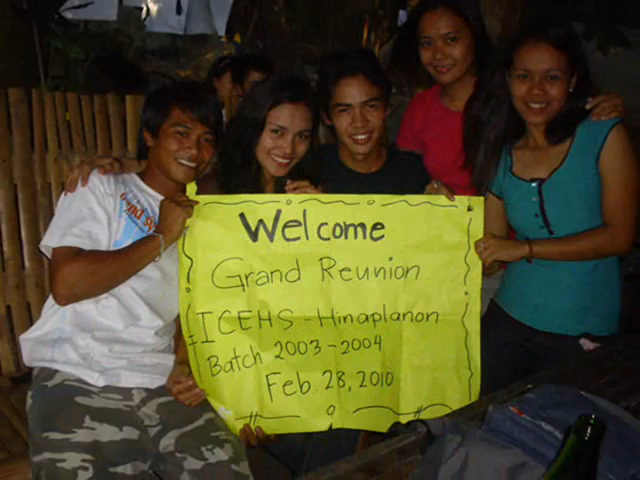 Welcome
Grand Reunion
ICEHS - Hinaplanon
Batch 2003-2004
Feb. 28, 2010